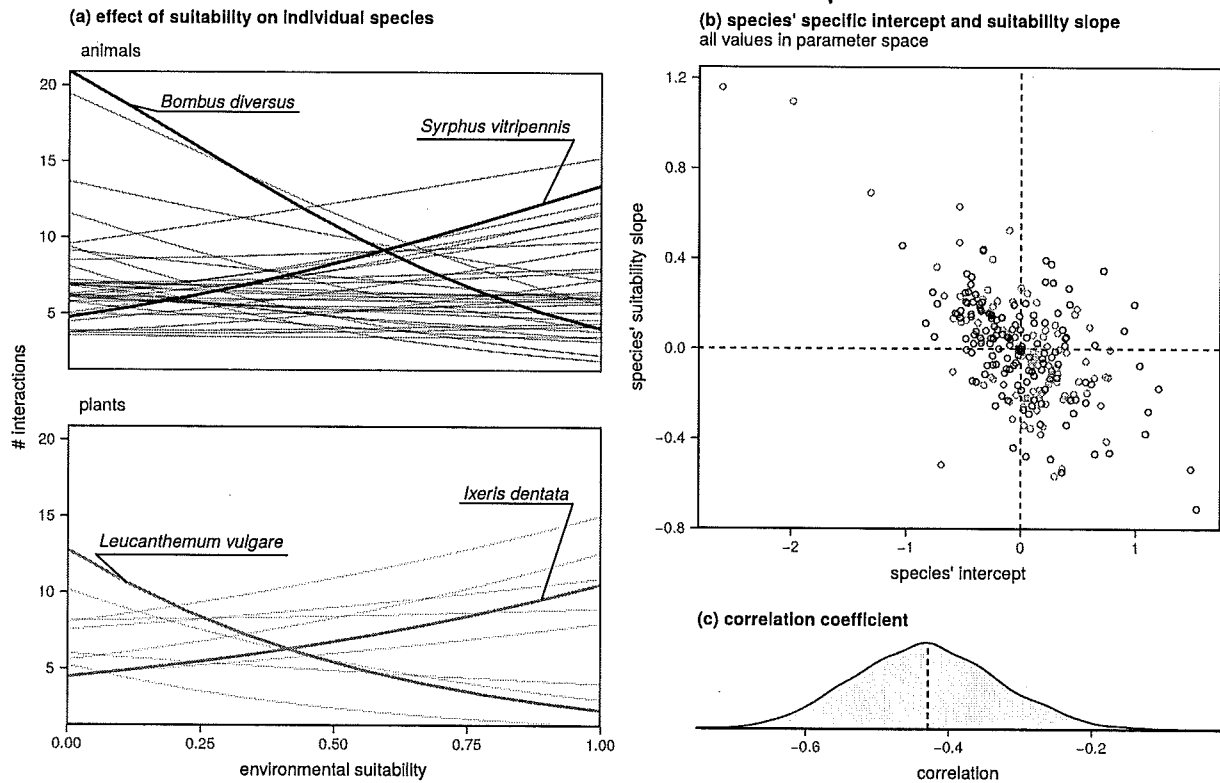 (a) effect of suitability on individual species
animals
20
15
10
5
Bombus diversus
Syrphus vitripennis
# interactions
plants
20
15
10
5
Leucanthemum vulgare
Ixeris dentata
0.00 0.25 0.50 0.75 1.00
environmental suitability
(b) species' specific intercept and suitability slope
all values in parameter space
1.2
0.8
0.4
0.0
−0.4
−0.8
species' suitability slope
−2 −1 0 1
species' intercept
(c) correlation coefficient
−0.6 −0.4 −0.2
correlation